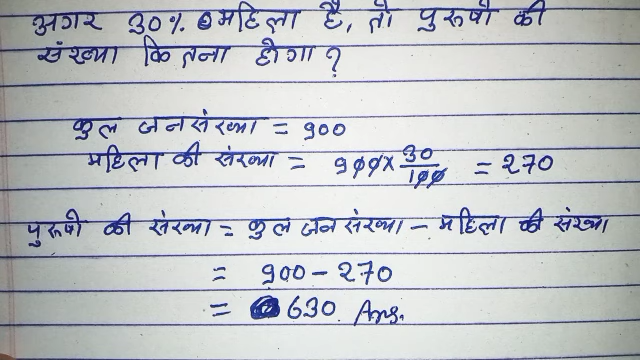 अगर 30% महिला है, तो पुरूषो की
संख्या कितना होगा?
कुल जनसंख्या = 900
महिला की संख्या = 900 × 30/100 = 270
पुरूषो की संख्या = कुल जनसंख्या - महिला की संख्या
= 900 - 270
= 630 Ans.